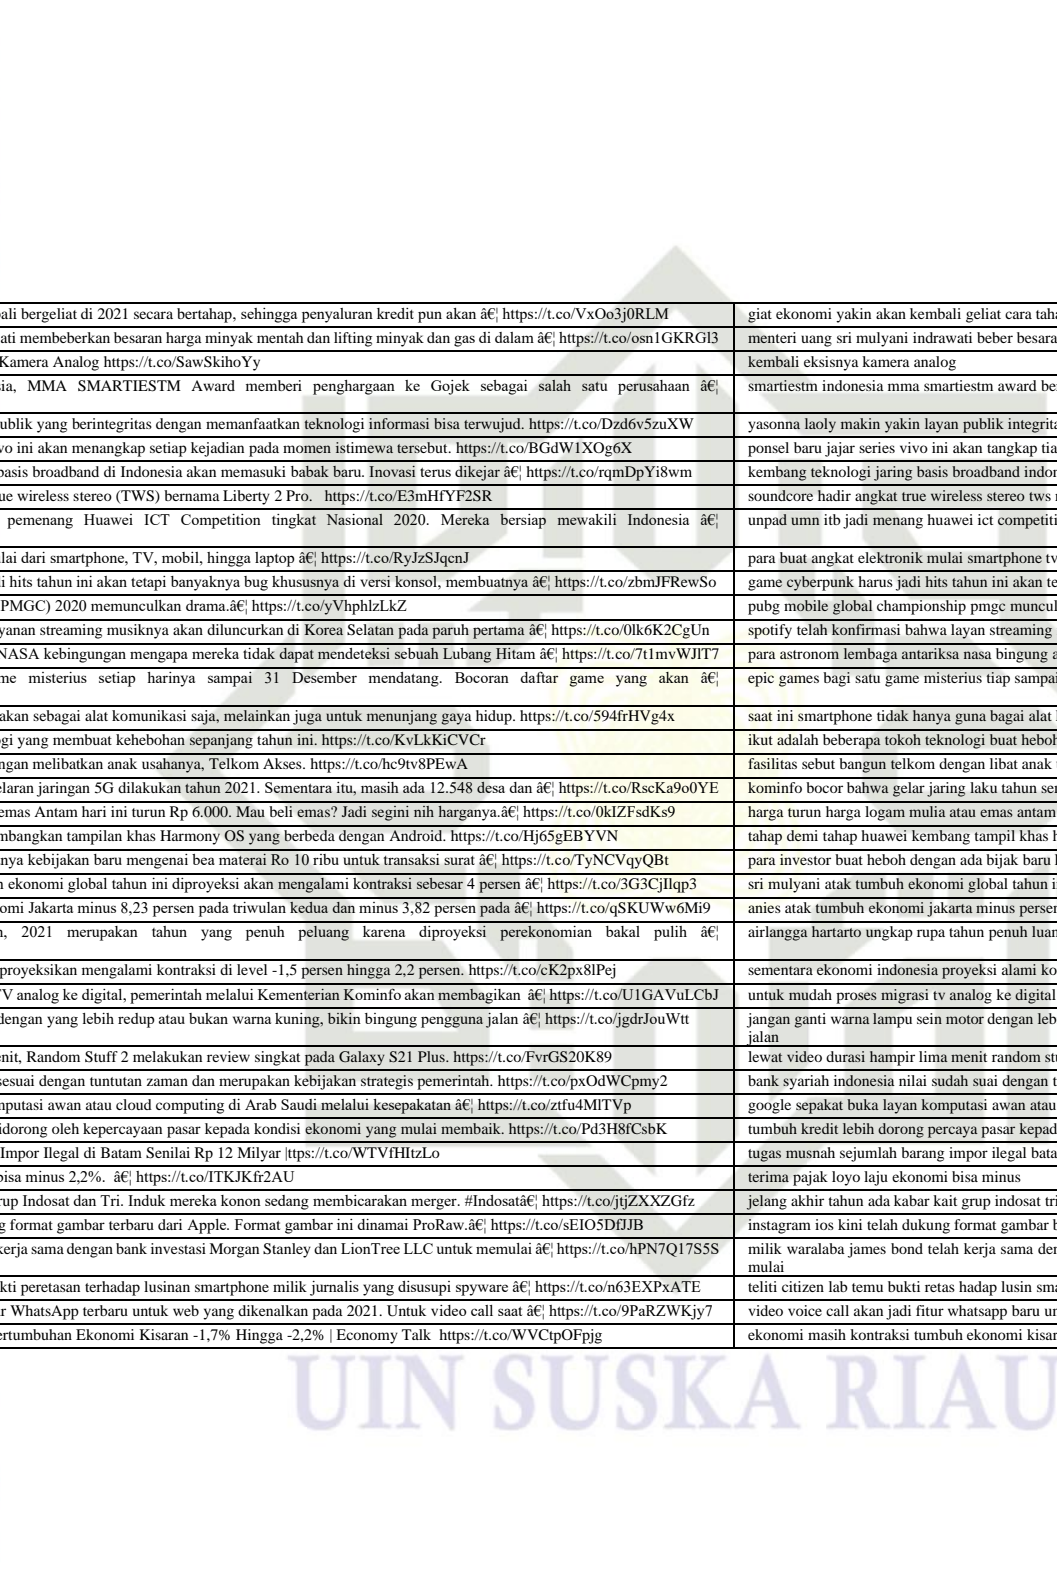 ali bergeliat di 2021 secara bertahap, sehingga penyaluran kredit pun akan â€¦ https://t.co/VxOo3j0RLM giat ekonomi yakin akan kembali geliat cara taha
ati membeberkan besaran harga minyak mentah dan lifting minyak dan gas di dalam â€¦ https://t.co/osn1GKRGl3 menteri uang sri mulyani indrawati beber besara
Kamera Analog https://t.co/SawSkihoYy kembali eksisnya kamera analog
sia, MMA SMARTIESTM Award memberi penghargaan ke Gojek sebagai salah satu perusahaan â€¦ smartiestm indonesia mma smartiestm award be
ublik yang berintegritas dengan memanfaatkan teknologi informasi bisa terwujud. https://t.co/Dzd6v5zuXW yasonna laoly makin yakin layan publik integrita
vo ini akan menangkap setiap kejadian pada momen istimewa tersebut. https://t.co/BGdW1XOg6X ponsel baru jajar series vivo ini akan tangkap tia
basis broadband di Indonesia akan memasuki babak baru. Inovasi terus dikejar â€¦ https://t.co/rqmDpYi8wm kembang teknologi jaring basis broadband indon
ue wireless stereo (TWS) bernama Liberty 2 Pro. https://t.co/E3mHfYF2SR soundcore hadir angkat true wireless stereo tws
pemenang Huawei ICT Competition tingkat Nasional 2020. Mereka bersiap mewakili Indonesia â€¦ unpad umn itb jadi menang huawei ict competiti
lai dari smartphone, TV, mobil, hingga laptop â€¦ https://t.co/RyJzSJqcnJ para buat angkat elektronik mulai smartphone tv
di hits tahun ini akan tetapi banyaknya bug khususnya di versi konsol, membuatnya â€¦ https://t.co/zbmJFRewSo game cyberpunk harus jadi hits tahun ini akan te
PMGC) 2020 memunculkan drama.â€¦ https://t.co/yVhphlzLkZ pubg mobile global championship pmgc muncul
yanan streaming musiknya akan diluncurkan di Korea Selatan pada paruh pertama â€¦ https://t.co/0lk6K2CgUn spotify telah konfirmasi bahwa layan streaming
NASA kebingungan mengapa mereka tidak dapat mendeteksi sebuah Lubang Hitam â€¦ https://t.co/7t1mvWJlT7 para astronom lembaga antariksa nasa bingung a
me misterius setiap harinya sampai 31 Desember mendatang. Bocoran daftar game yang akan â€¦ epic games bagi satu game misterius tiap sampai
akan sebagai alat komunikasi saja, melainkan juga untuk menunjang gaya hidup. https://t.co/594frHVg4x saat ini smartphone tidak hanya guna bagai alat
ogi yang membuat kehebohan sepanjang tahun ini. https://t.co/KvLkKiCVCr ikut adalah beberapa tokoh teknologi buat heboh
ngan melibatkan anak usahanya, Telkom Akses. https://t.co/hc9tv8PEwA fasilitas sebut bangun telkom dengan libat anak
elaran jaringan 5G dilakukan tahun 2021. Sementara itu, masih ada 12.548 desa dan â€¦ https://t.co/RscKa9o0YE kominfo bocor bahwa gelar jaring laku tahun se
emas Antam hari ini turun Rp 6.000. Mau beli emas? Jadi segini nih harganya.â€¦ https://t.co/0kIZFsdKs9 harga turun harga logam mulia atau emas antam
mbangkan tampilan khas Harmony OS yang berbeda dengan Android. https://t.co/Hj65gEBYVN tahap demi tahap huawei kembang tampil khas h
nya kebijakan baru mengenai bea materai Ro 10 ribu untuk transaksi surat â€¦ https://t.co/TyNCVqyQBt para investor buat heboh dengan ada bijak baru
n ekonomi global tahun ini diproyeksi akan mengalami kontraksi sebesar 4 persen â€¦ https://t.co/3G3CjIlqp3 sri mulyani atak tumbuh ekonomi global tahun i
omi Jakarta minus 8,23 persen pada triwulan kedua dan minus 3,82 persen pada â€¦ https://t.co/qSKUWw6Mi9 anies atak tumbuh ekonomi jakarta minus perse
n, 2021 merupakan tahun yang penuh peluang karena diproyeksi perekonomian bakal pulih â€¦ airlangga hartarto ungkap rupa tahun penuh luan
proyeksikan mengalami kontraksi di level -1,5 persen hingga 2,2 persen. https://t.co/cK2px8lPej sementara ekonomi indonesia proyeksi alami ko
TV analog ke digital, pemerintah melalui Kementerian Kominfo akan membagikan â€¦ https://t.co/U1GAVuLCbJ untuk mudah proses migrasi tv analog ke digital
dengan yang lebih redup atau bukan warna kuning, bikin bingung pengguna jalan â€¦ https://t.co/jgdrJouWtt jangan ganti warna lampu sein motor dengan leb
jalan
enit, Random Stuff 2 melakukan review singkat pada Galaxy S21 Plus. https://t.co/FvrGS20K89 lewat video durasi hampir lima menit random stu
sesuai dengan tuntutan zaman dan merupakan kebijakan strategis pemerintah. https://t.co/pxOdWCpmy2 bank syariah indonesia nilai sudah suai dengan t
mputasi awan atau cloud computing di Arab Saudi melalui kesepakatan â€¦ https://t.co/ztfu4MlTVp google sepakat buka layan komputasi awan atau
idorong oleh kepercayaan pasar kepada kondisi ekonomi yang mulai membaik. https://t.co/Pd3H8fCsbK tumbuh kredit lebih dorong percaya pasar kepad
Impor Ilegal di Batam Senilai Rp 12 Milyar |ttps://t.co/WTVfHItzLo tugas musnah sejumlah barang impor ilegal bata
bisa minus 2,2%. â€¦ https://t.co/ITKJKfr2AU terima pajak loyo laju ekonomi bisa minus
rup Indosat dan Tri. Induk mereka konon sedang membicarakan merger. #Indosatâ€¦ https://t.co/jtjZXXZGfz jelang akhir tahun ada kabar kait grup indosat tri
g format gambar terbaru dari Apple. Format gambar ini dinamai ProRaw.â€¦ https://t.co/sEIO5DfJJB instagram ios kini telah dukung format gambar b
kerja sama dengan bank investasi Morgan Stanley dan LionTree LLC untuk memulai â€¦ https://t.co/hPN7Q17S5S milik waralaba james bond telah kerja sama de
mulai
kti peretasan terhadap lusinan smartphone milik jurnalis yang disusupi spyware â€¦ https://t.co/n63EXPxATE teliti citizen lab temu bukti retas hadap lusin sma
ur WhatsApp terbaru untuk web yang dikenalkan pada 2021. Untuk video call saat â€¦ https://t.co/9PaRZWKjy7 video voice call akan jadi fitur whatsapp baru un
ertumbuhan Ekonomi Kisaran -1,7% Hingga -2,2% | Economy Talk https://t.co/WVCtpOFpjg ekonomi masih kontraksi tumbuh ekonomi kisar
UIN SUSKA RIAU